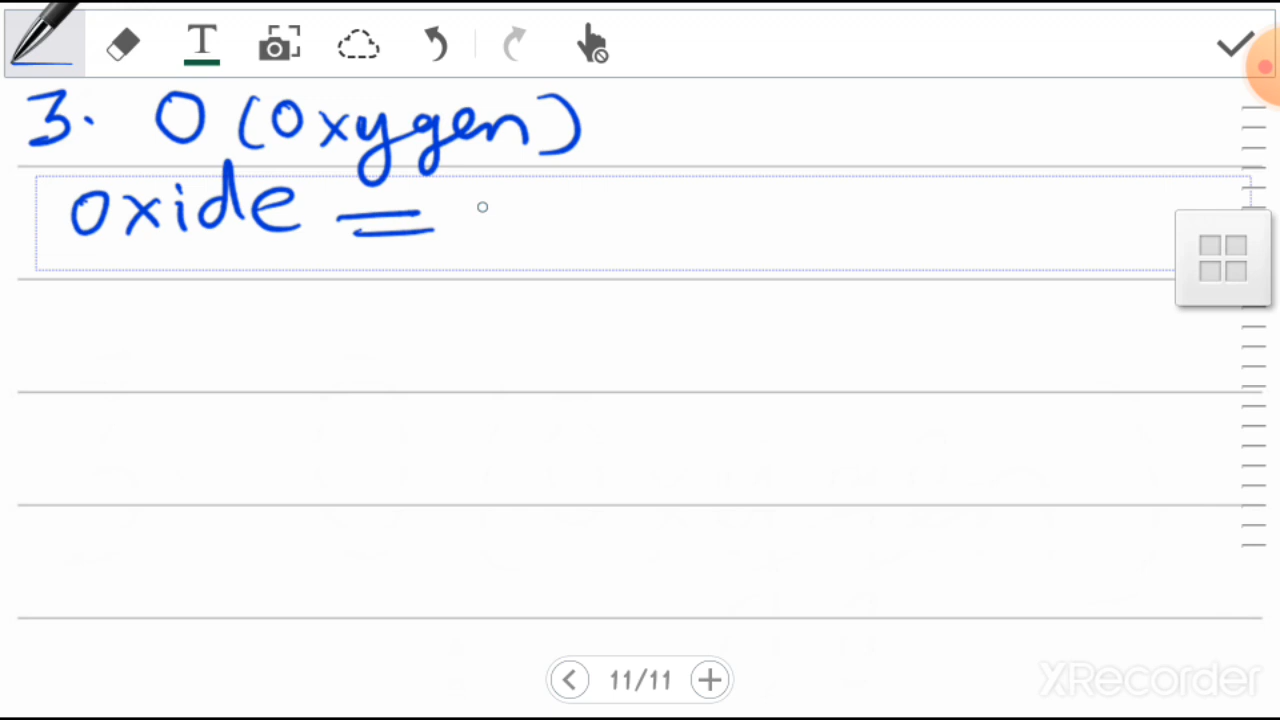 3. O (Oxygen)
oxide =
11/11
XRecorder